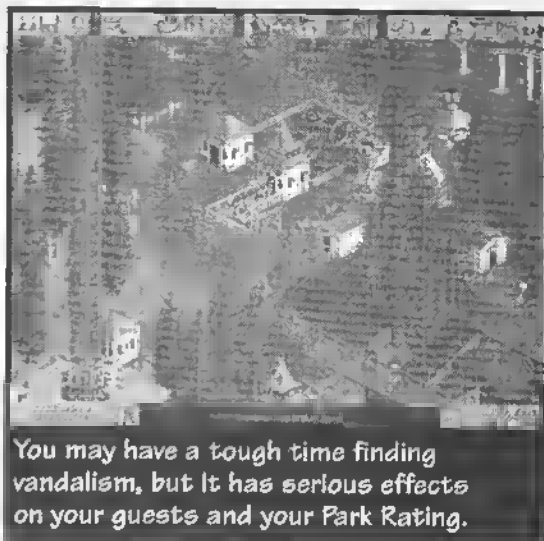 You may have a tough time finding
vandalism, but it has serious effects
on your guests and your Park Rating.